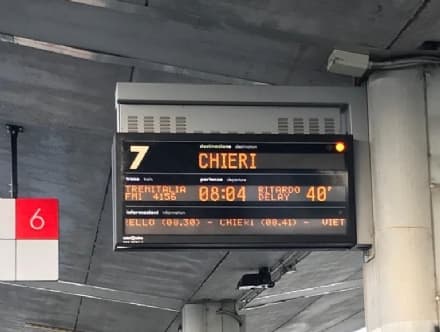 7
destinazione destination
CHIERI
treno train
partenza departure
TRENITALIA
FM1 4156
08:04
RITARDO
DELAY
40'
informazioni information
ELLO (08.30) - CHIERI (08.41) - VIET
6